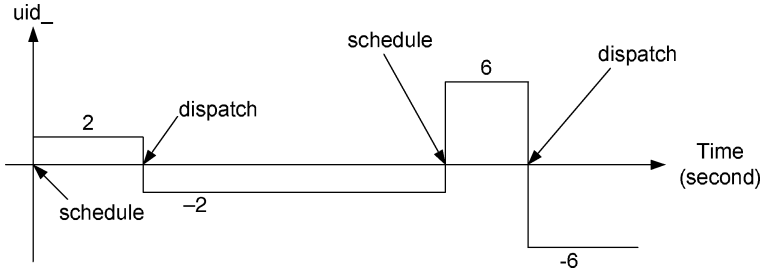 uid_
schedule
6
dispatch
2
dispatch
Time
(second)
schedule
–2
-6